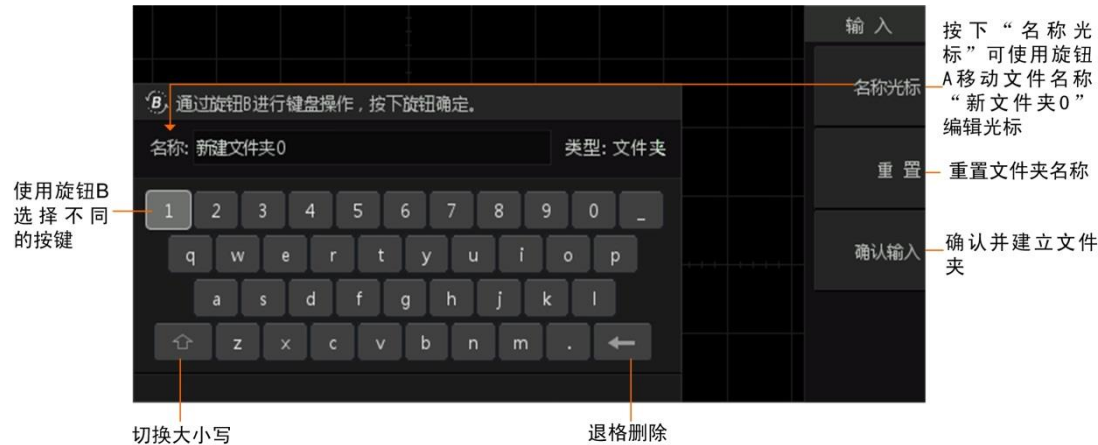 输 入
按下“名称光
标”可使用旋钮
A移动文件名称
“新文件夹0”
编辑光标
名称光标
B 通过旋钮B进行键盘操作，按下旋钮确定。
名称: 新建文件夹0 类型: 文件夹
重 置
重置文件夹名称
使用旋钮B
选择不同
的按键
1 2 3 4 5 6 7 8 9 0 _
q w e r t y u i o p
确认输入
确认并建立文件
夹
a s d f g h j k l
z x c v b n m .
切换大小写
退格删除